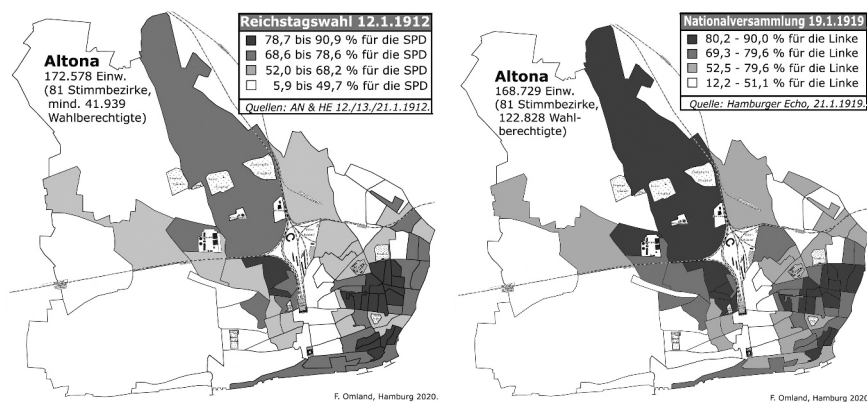 Reichstagswahl 12.1.1912
78,7 bis 90,9 % für die SPD
68,6 bis 78,6 % für die SPD
52,0 bis 68,2 % für die SPD
5,9 bis 49,7 % für die SPD
Quellen: AN & HE 12./13./21.1.1912.
Altona
172.578 Einw.
(81 Stimmbezirke,
mind. 41.939
Wahlberechtigte)
F. Omland, Hamburg 2020.
Nationalversammlung 19.1.1919
80,2 - 90,0 % für die Linke
69,3 - 79,6 % für die Linke
52,5 - 79,6 % für die Linke
12,2 - 51,1 % für die Linke
Quelle: Hamburger Echo, 21.1.1919.
Altona
168.729 Einw.
(81 Stimmbezirke,
122.828 Wahl-
berechtigte)
F. Omland, Hamburg 2020